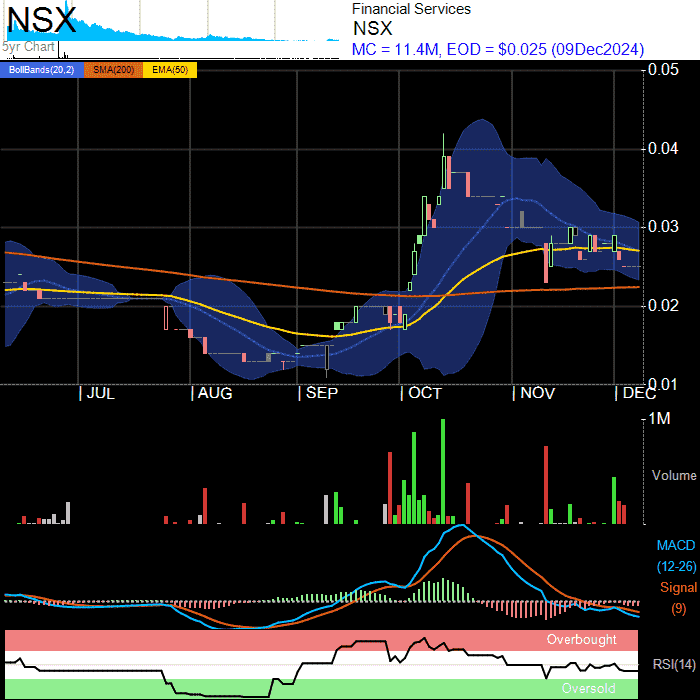 NSX
5yr Chart
Financial Services
NSX
MC = 11.4M, EOD = $0.025 (09Dec2024)
BollBands(20,2) SMA(200) EMA(50)
0.05
0.04
0.03
0.02
0.01
JUL AUG SEP OCT NOV DEC
1M
Volume
MACD
(12-26)
Signal
(9)
Overbought
RSI(14)
Oversold